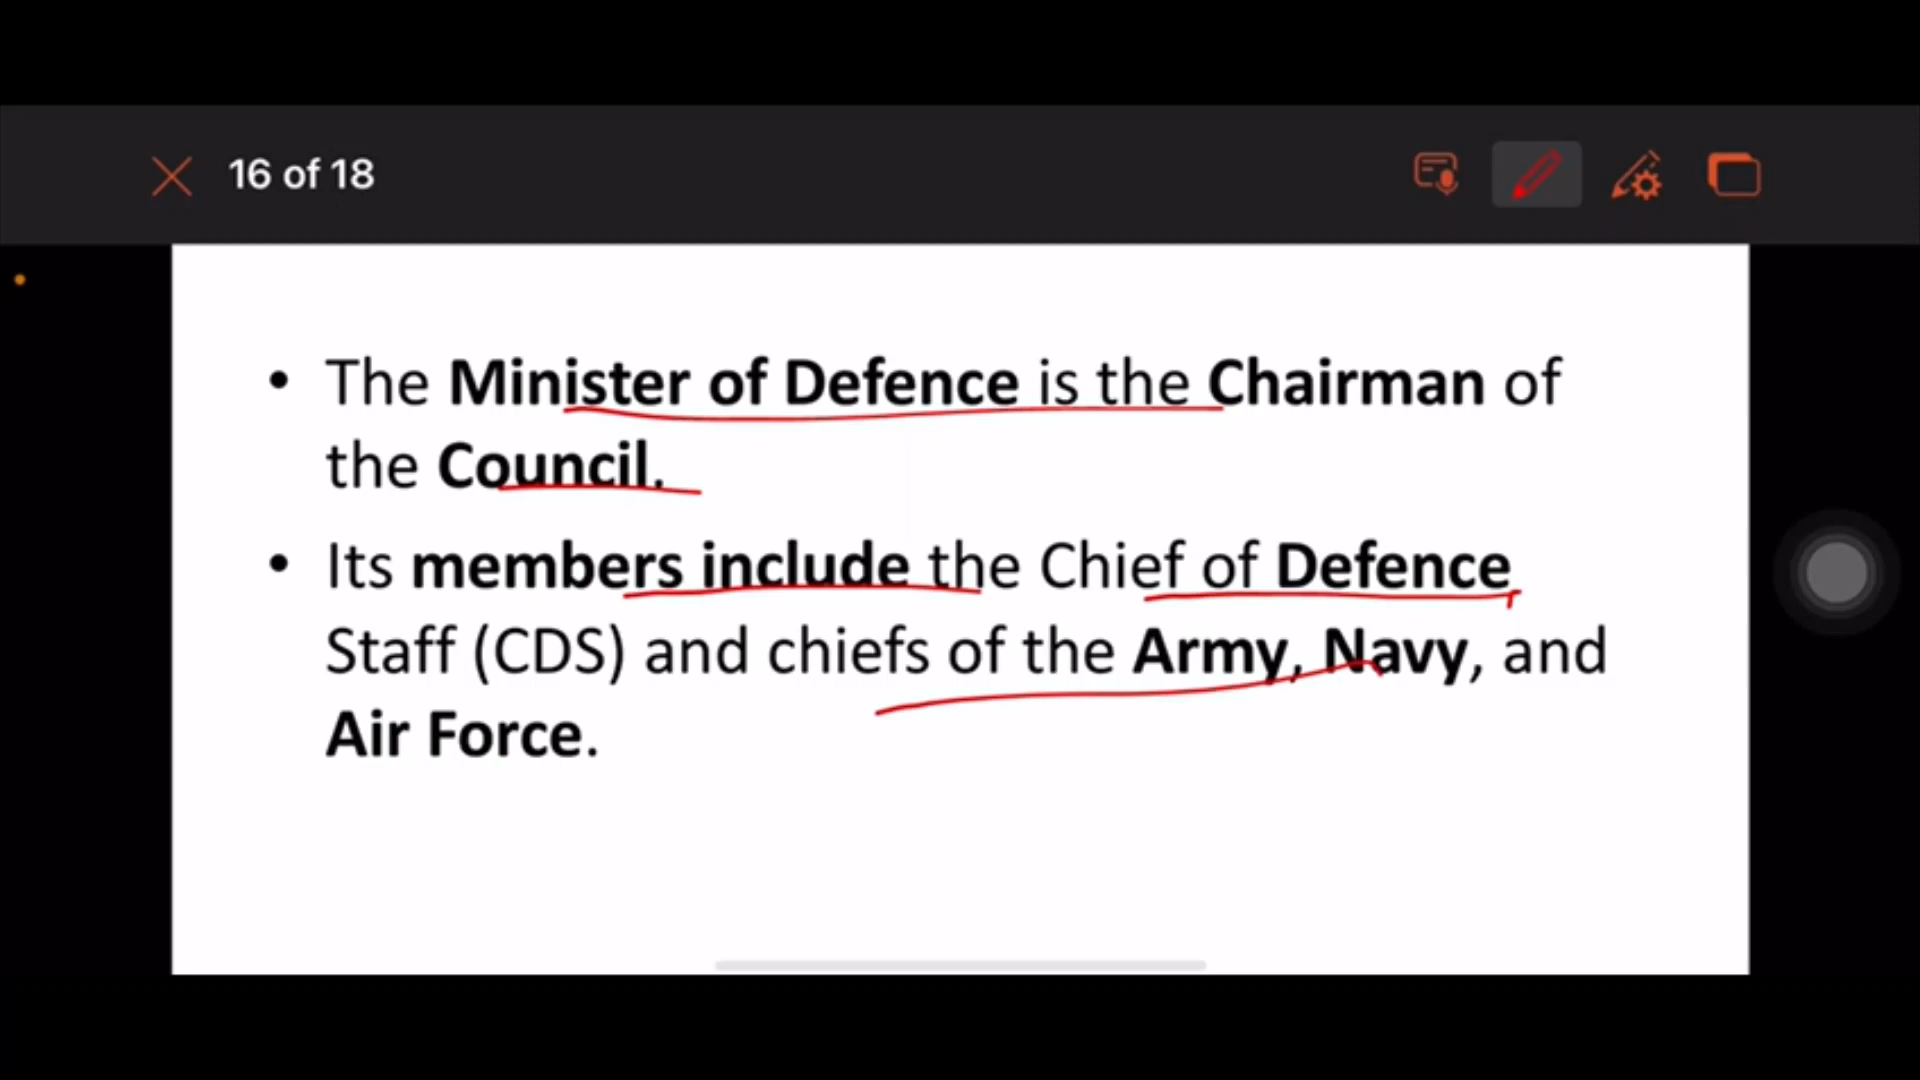 16 of 18
• The Minister of Defence is the Chairman of
the Council.
• Its members include the Chief of Defence
Staff (CDS) and chiefs of the Army, Navy, and
Air Force.